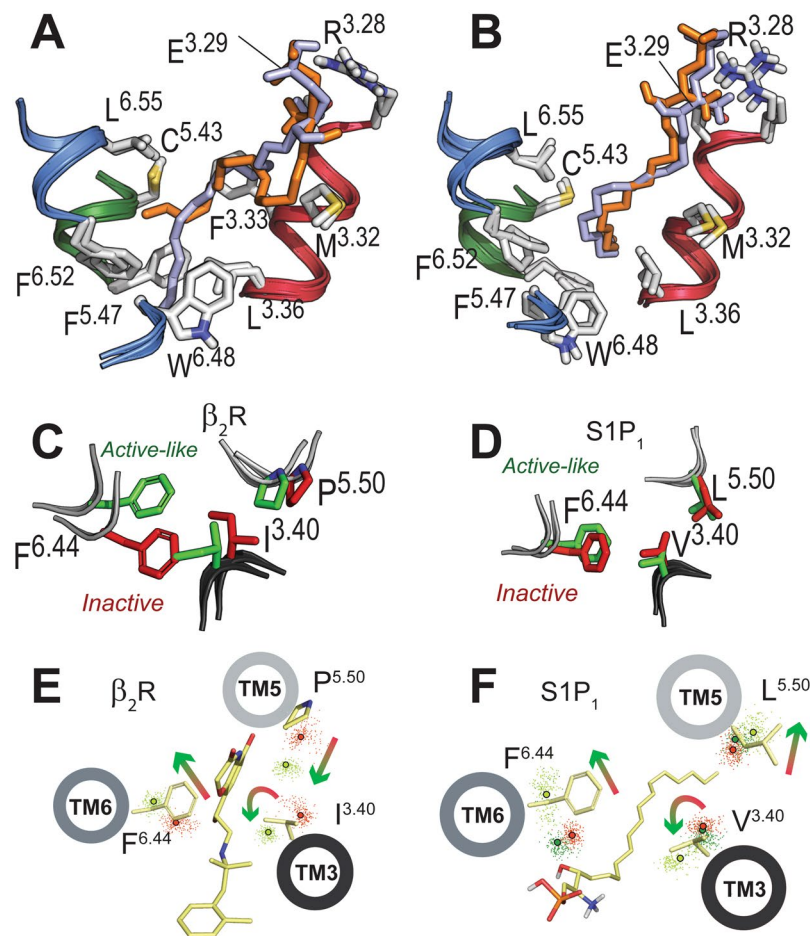 A
E3.29
R3.28
L6.55
C5.43
F3.33
M3.32
F6.52
F5.47
L3.36
W6.48
B
R3.28
E3.29
L6.55
C5.43
M3.32
F6.52
F5.47
L3.36
W6.48
C
β2R
Active-like
P5.50
F6.44
I3.40
Inactive
D
S1P1
Active-like
L5.50
F6.44
V3.40
Inactive
E
β2R
TM5
P5.50
TM6
F6.44
I3.40
TM3
F
S1P1
TM5
L5.50
F6.44
TM6
V3.40
TM3